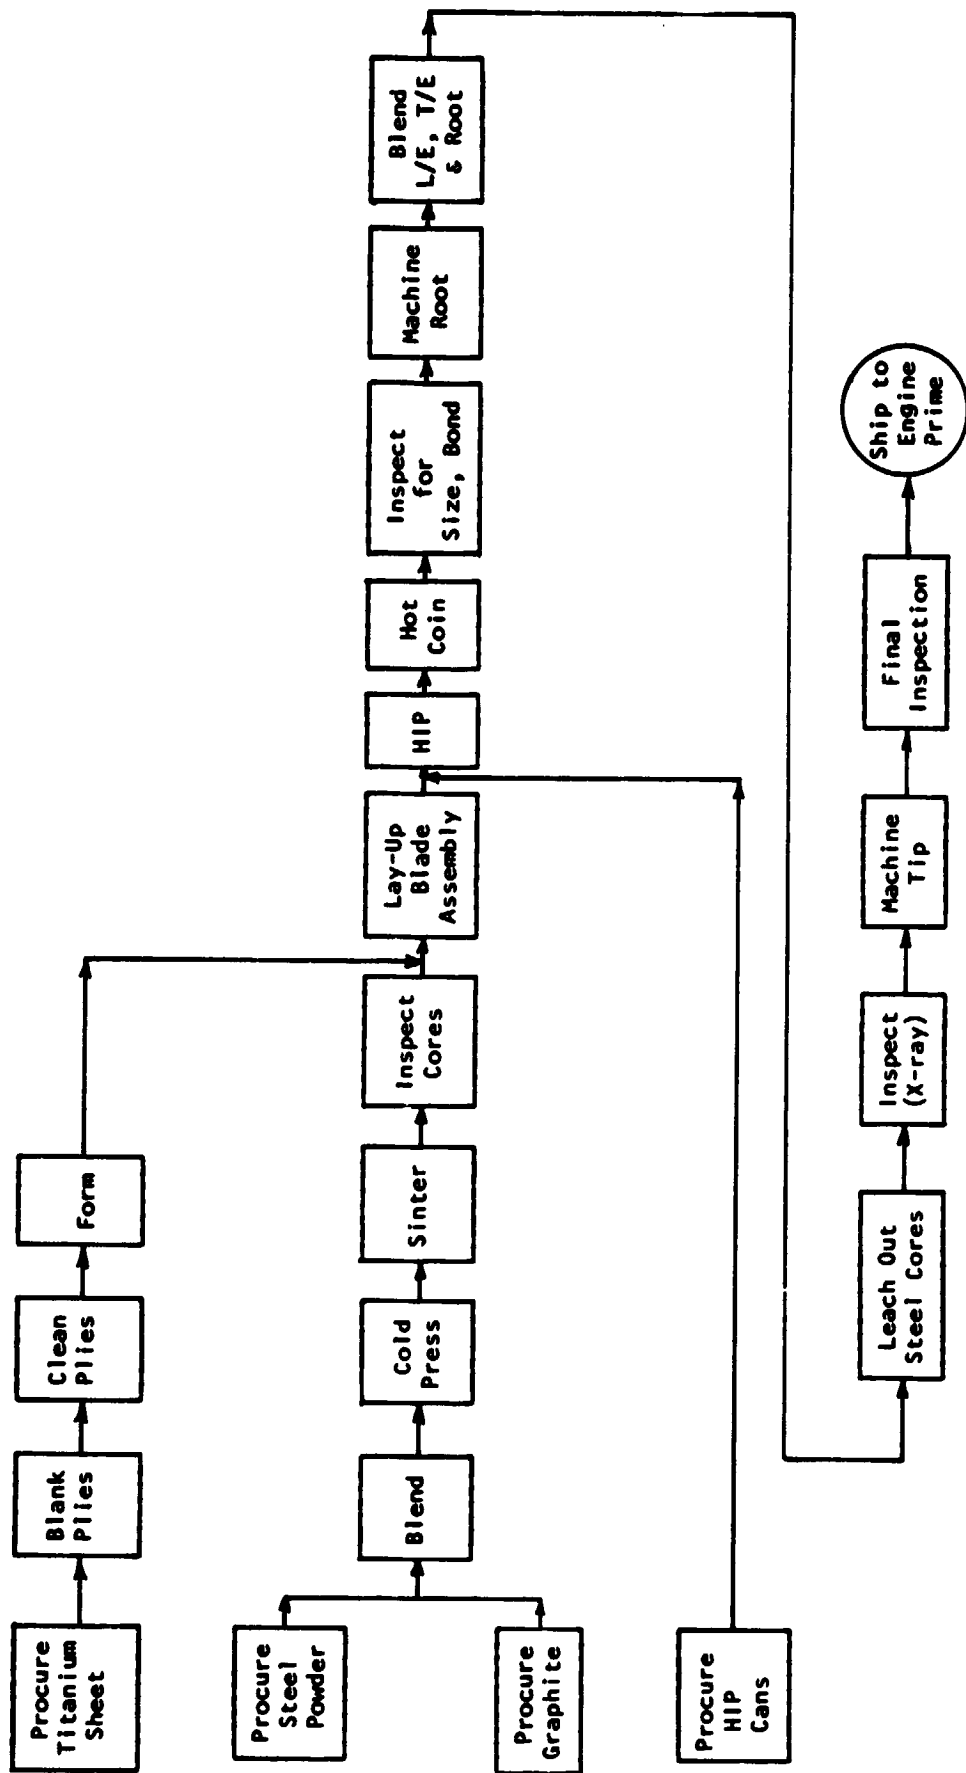 Procure
Titanium
Sheet
Blank
Plies
Clean
Plies
Form
Procure
Steel
Powder
Procure
Graphite
Blend
Cold
Press
Sinter
Inspect
Cores
Lay-Up
Blade
Assembly
HIP
Hot
Coin
Inspect
for
Size, Bond
Machine
Root
Blend
L/E, T/E
& Root
Procure
HIP
Cans
Leach Out
Steel Cores
Inspect
(X-ray)
Machine
Tip
Final
Inspection
Ship to
Engine
Prime